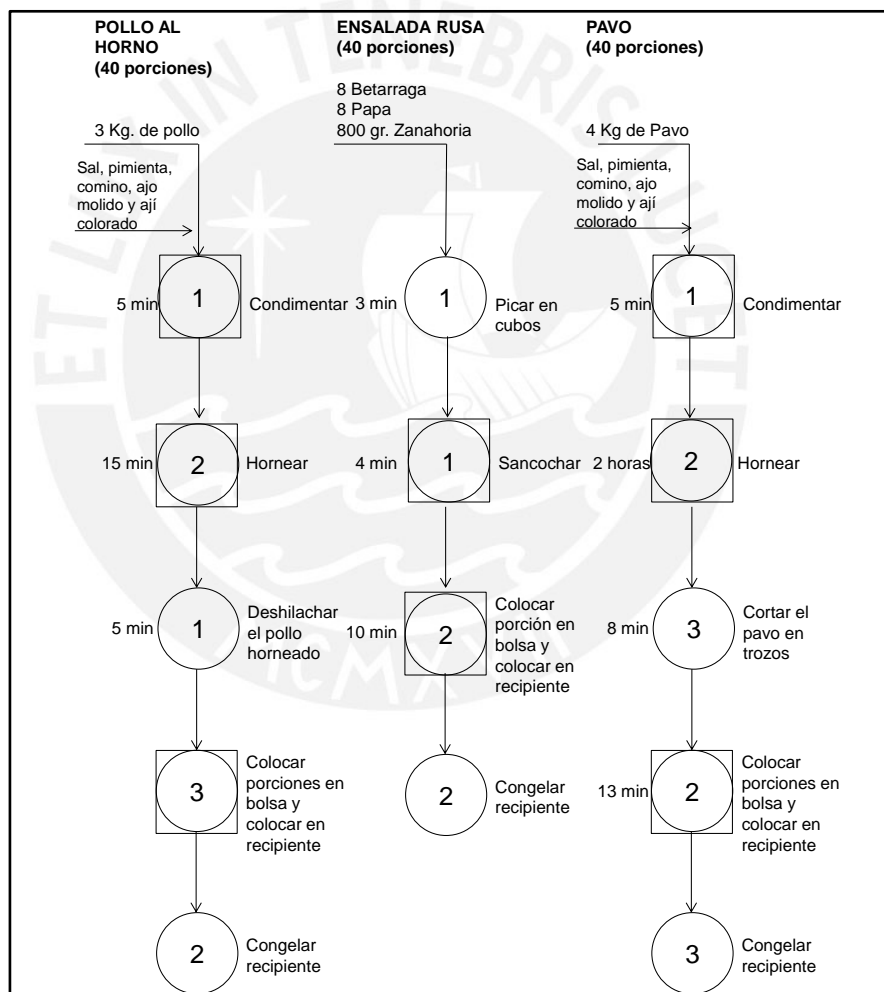 POLLO AL
HORNO
(40 porciones)
3 Kg. de pollo
Sal, pimienta,
comino, ajo
molido y ají
colorado
5 min
1
Condimentar
15 min
2
Hornear
5 min
1
Deshilachar
el pollo
horneado
3
Colocar
porciones en
bolsa y
colocar en
recipiente
2
Congelar
recipiente
ENSALADA RUSA
(40 porciones)
8 Betarraga
8 Papa
800 gr. Zanahoria
3 min
1
Picar en
cubos
4 min
1
Sancochar
10 min
2
Colocar
porción en
bolsa y
colocar en
recipiente
2
Congelar
recipiente
PAVO
(40 porciones)
4 Kg de Pavo
Sal, pimienta,
comino, ajo
molido y ají
colorado
5 min
1
Condimentar
2 horas
2
Hornear
8 min
3
Cortar el
pavo en
trozos
13 min
2
Colocar
porciones en
bolsa y
colocar en
recipiente
3
Congelar
recipiente
ET LUX IN TENEBRIS LUCET
MCMXVII